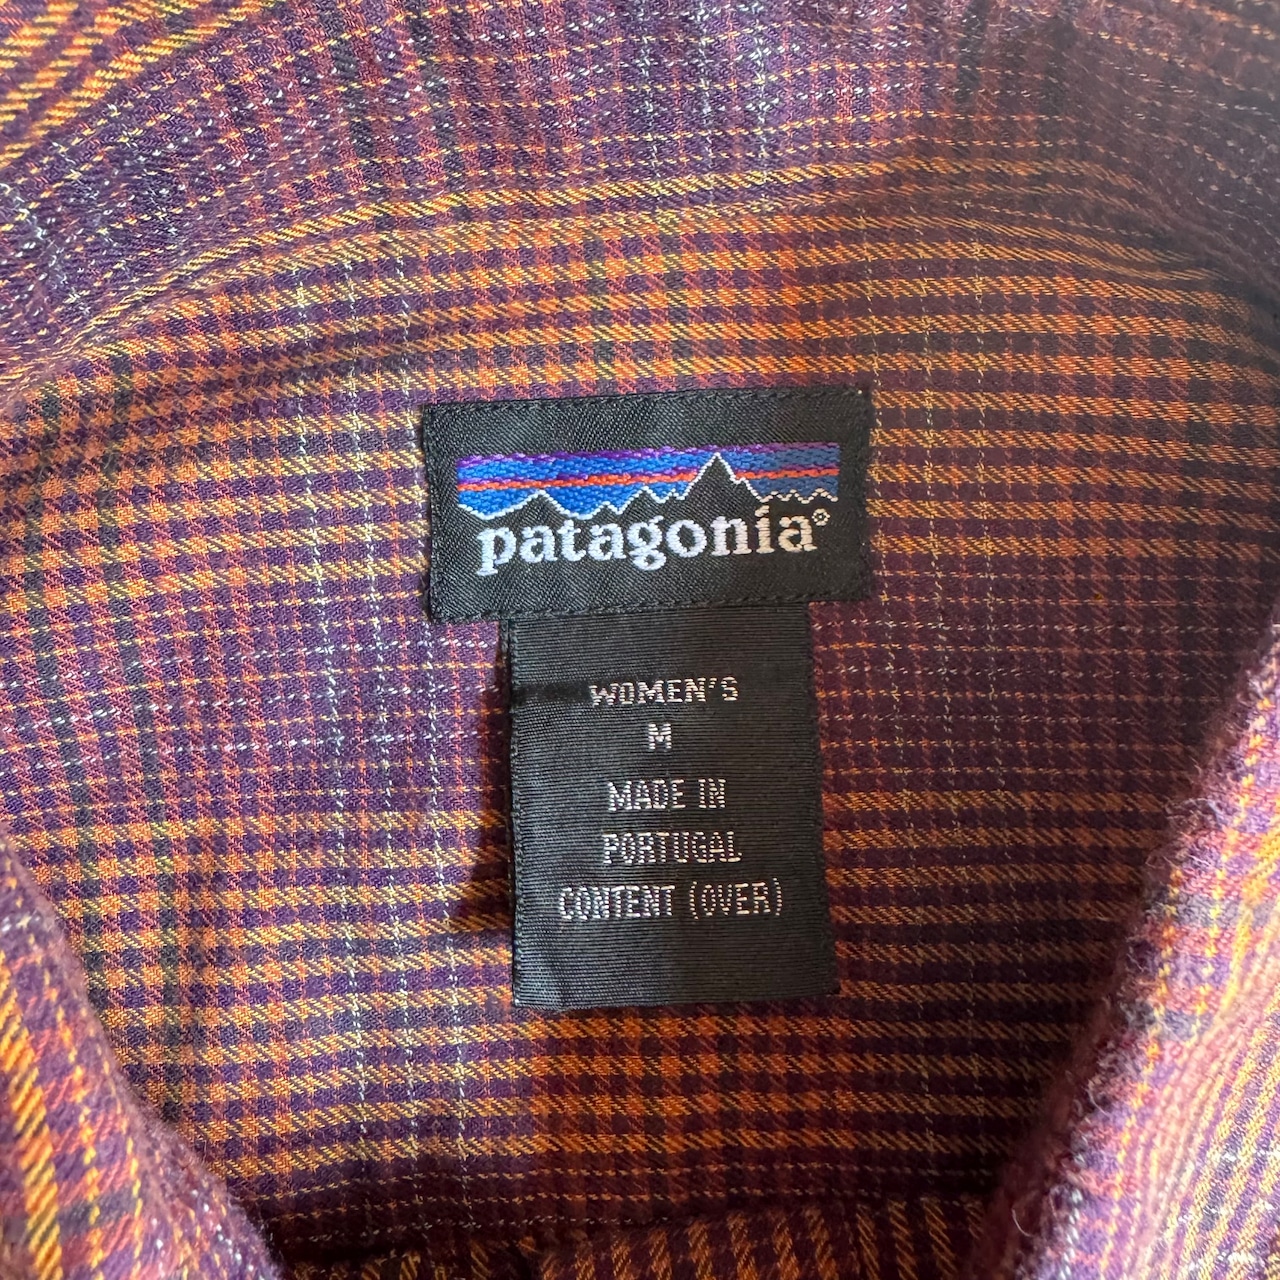 patagonia®
WOMEN'S
M
MADE IN
PORTUGAL
CONTENT (OVER)